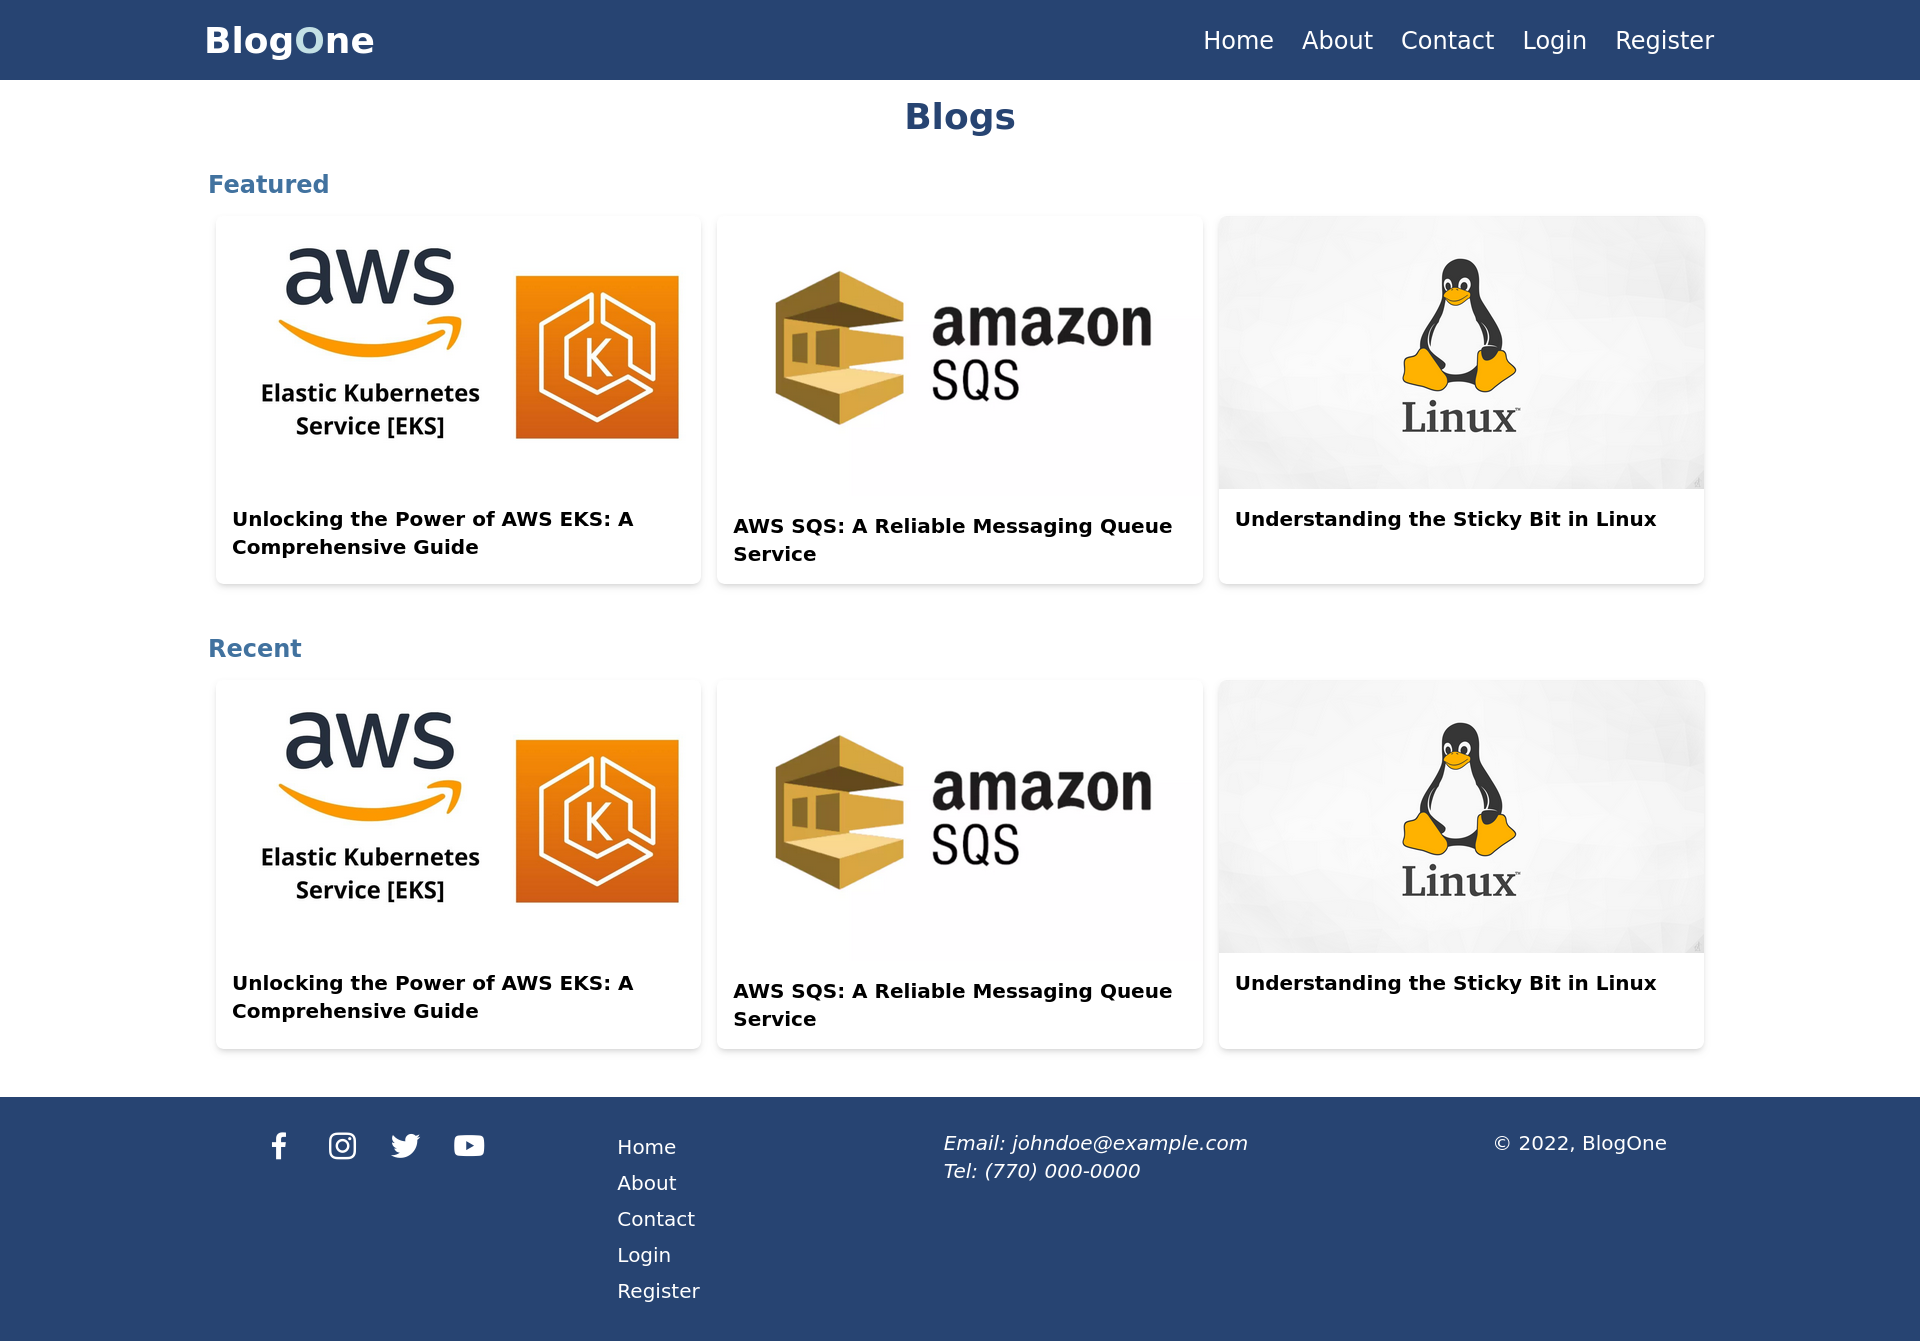 BlogOne
Home About Contact Login Register
Blogs
Featured
aws
Elastic Kubernetes
Service [EKS]
K
Unlocking the Power of AWS EKS: A
Comprehensive Guide
amazon
SQS
AWS SQS: A Reliable Messaging Queue
Service
Linux™
Understanding the Sticky Bit in Linux
Recent
aws
Elastic Kubernetes
Service [EKS]
K
Unlocking the Power of AWS EKS: A
Comprehensive Guide
amazon
SQS
AWS SQS: A Reliable Messaging Queue
Service
Linux™
Understanding the Sticky Bit in Linux
Home
About
Contact
Login
Register
Email: johndoe@example.com
Tel: (770) 000-0000
© 2022, BlogOne